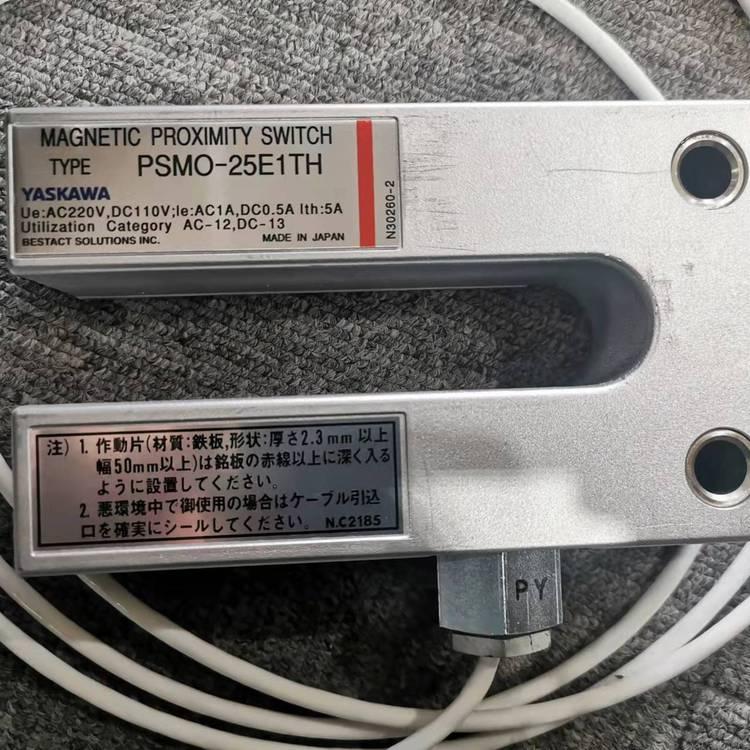 MAGNETIC PROXIMITY SWITCH
TYPE PSMO-25E1TH
YASKAWA
Ue:AC220V,DC110V;Ie:AC1A,DC0.5A Ith:5A
Utilization Category AC-12,DC-13
BESTACT SOLUTIONS INC. MADE IN JAPAN
N30260-2
注) 1. 作動片(材質:鉄板,形状:厚さ2.3mm以上
幅50mm以上)は銘板の赤線以上に深く入る
ように設置してください。
2. 悪環境中で御使用の場合はケーブル引込
口を確実にシールしてください。 N.C2185
PY